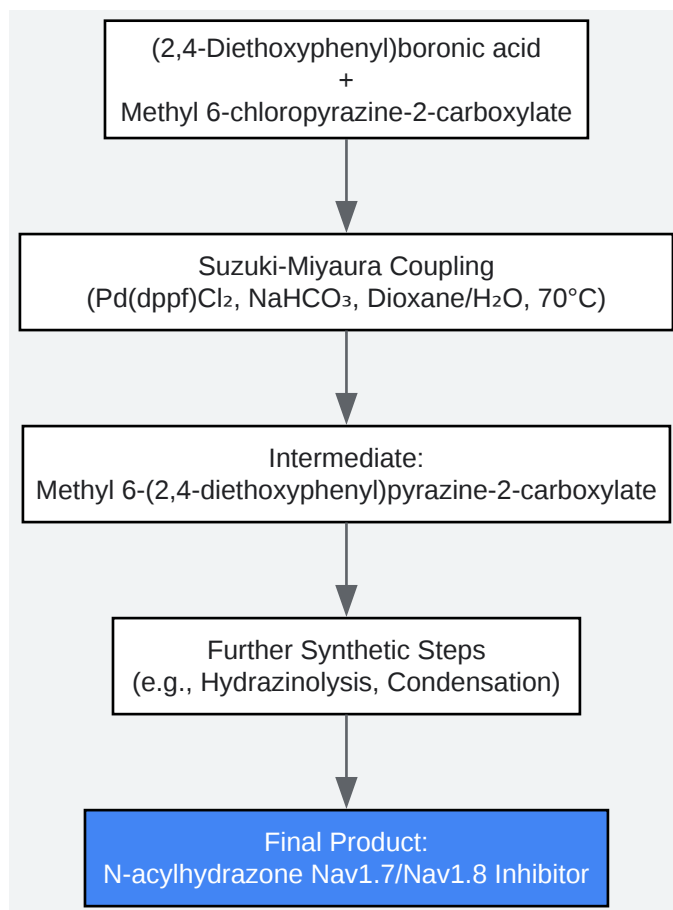 (2,4-Diethoxyphenyl)boronic acid
+
Methyl 6-chloropyrazine-2-carboxylate
Suzuki-Miyaura Coupling
(Pd(dppf)Cl₂, NaHCO₃, Dioxane/H₂O, 70°C)
Intermediate:
Methyl 6-(2,4-diethoxyphenyl)pyrazine-2-carboxylate
Further Synthetic Steps
(e.g., Hydrazinolysis, Condensation)
Final Product:
N-acylhydrazone Nav1.7/Nav1.8 Inhibitor